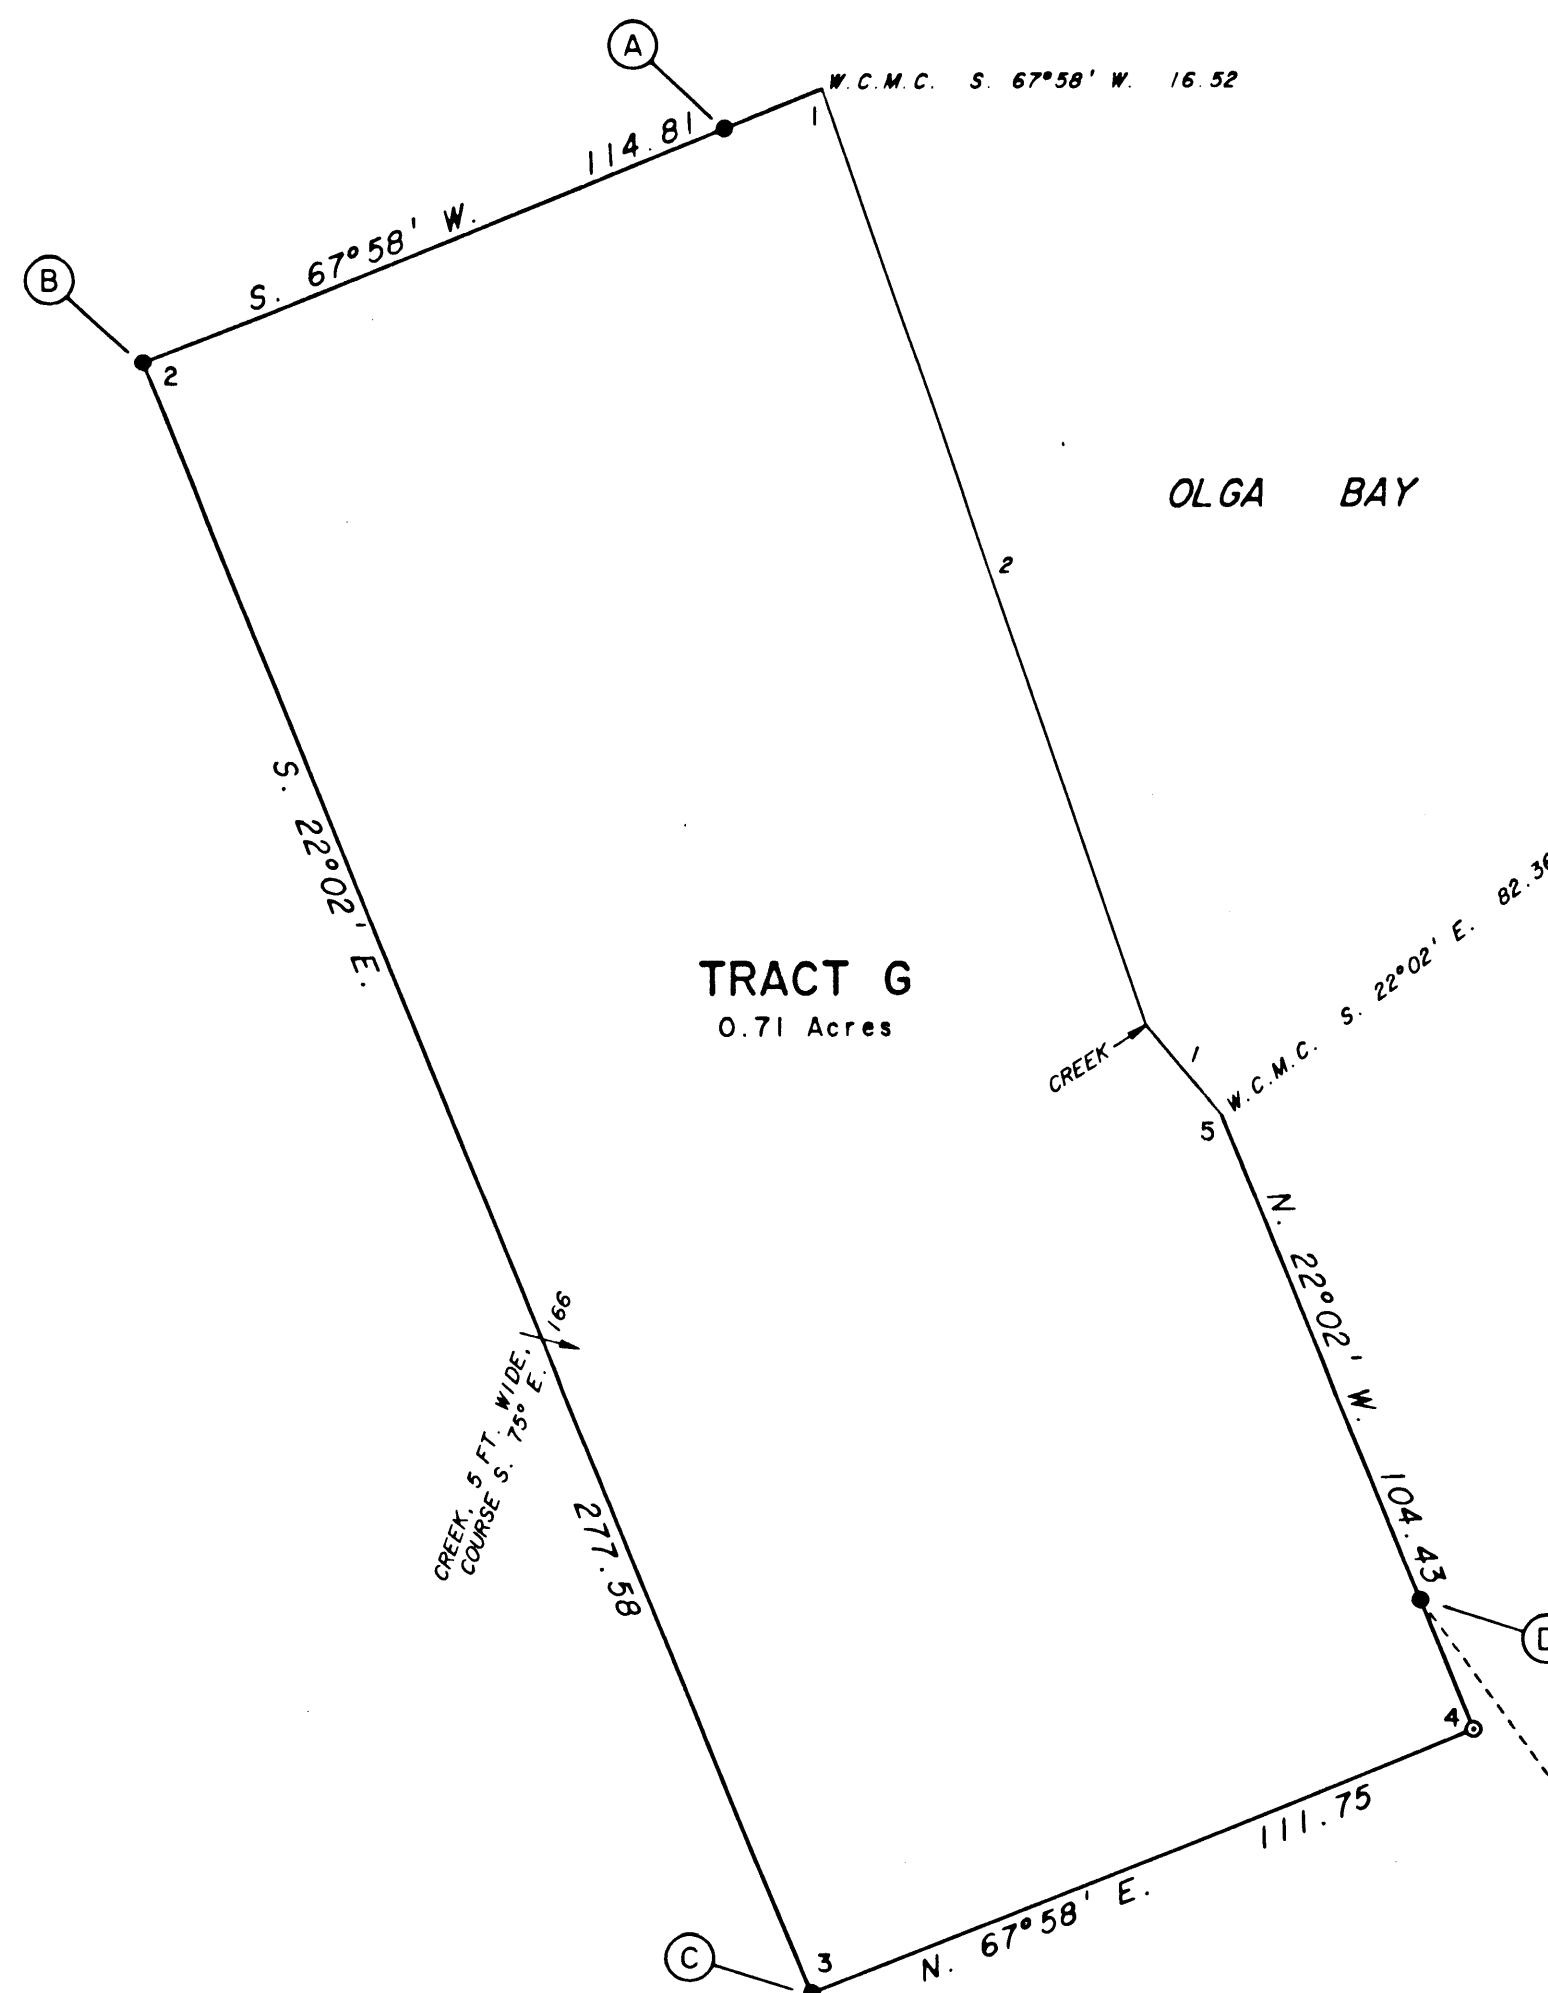 A
W.C.M.C. S. 67°58' W. 16.52
1
S. 67°58' W. 114.81
B
2
OLGA BAY
2
S. 22°02' E. 277.58
TRACT G
0.71 Acres
W.C.M.C. S. 22°02' E. 82.36
CREEK
1
5
N. 22°02' W. 104.43
166
CREEK, 5 FT. WIDE,
COURSE S. 75° E.
D
4
111.75
N. 67°58' E.
C
3